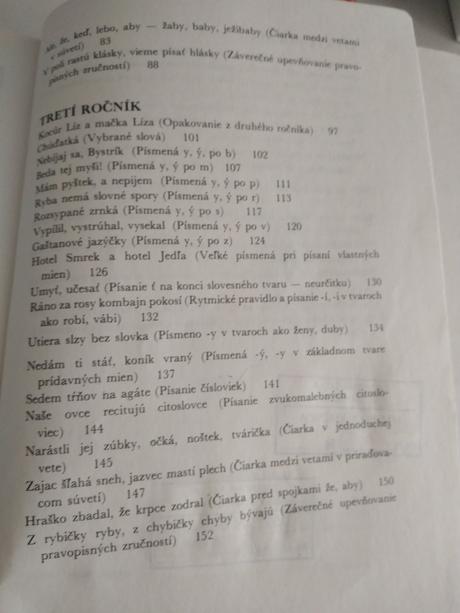 že, keď, lebo, aby — žaby, baby, ježibaby (Čiarka medzi vetami
v súvetí) 83
V poli rastú klásky, vieme písať hlásky (Záverečné upevňovanie pravo-
pisných zručností) 88
TRETÍ ROČNÍK
Kocúr Líz a mačka Líza (Opakovanie z druhého ročníka) 97
Chúďatká (Vybrané slová) 101
Nebíjaj sa, Bystrík (Písmená y, ý po b) 102
Beda tej myši! (Písmená y, ý po m) 107
Mám pyštek, a nepijem (Písmená y, ý po p) 111
Ryba nemá slovné spory (Písmená y, ý po r) 113
Rozsypané zrnká (Písmená y, ý po s) 117
Vypílil, vystrúhal, vysekal (Písmená y, ý po v) 120
Gaštanové jazýčky (Písmená y, ý po z) 124
Hotel Smrek a hotel Jedľa (Veľké písmená pri písaní vlastných
mien) 126
Umyť, učesať (Písanie ť na konci slovesného tvaru — neurčitku) 130
Ráno za rosy kombajn pokosí (Rytmické pravidlo a písanie -í, -i v tvaroch
ako robí, vábi) 132
Utiera slzy bez slovka (Písmeno -y v tvaroch ako ženy, duby) 134
Nedám ti stáť, koník vraný (Písmená -ý, -y v základnom tvare
prídavných mien) 137
Sedem tŕňov na agáte (Písanie čísloviek) 141
Naše ovce recitujú citoslovce (Písanie zvukomalebných citoslo-
viec) 144
Narástli jej zúbky, očká, noštek, tvárička (Čiarka v jednoduchej
vete) 145
Zajac šľahá sneh, jazvec mastí plech (Čiarka medzi vetami v priraďova-
com súvetí) 147
Hraško zbadal, že krpce zodral (Čiarka pred spojkami že, aby) 150
Z rybičky ryby, z chybičky chyby bývajú (Záverečné upevňovanie
pravopisných zručností) 152